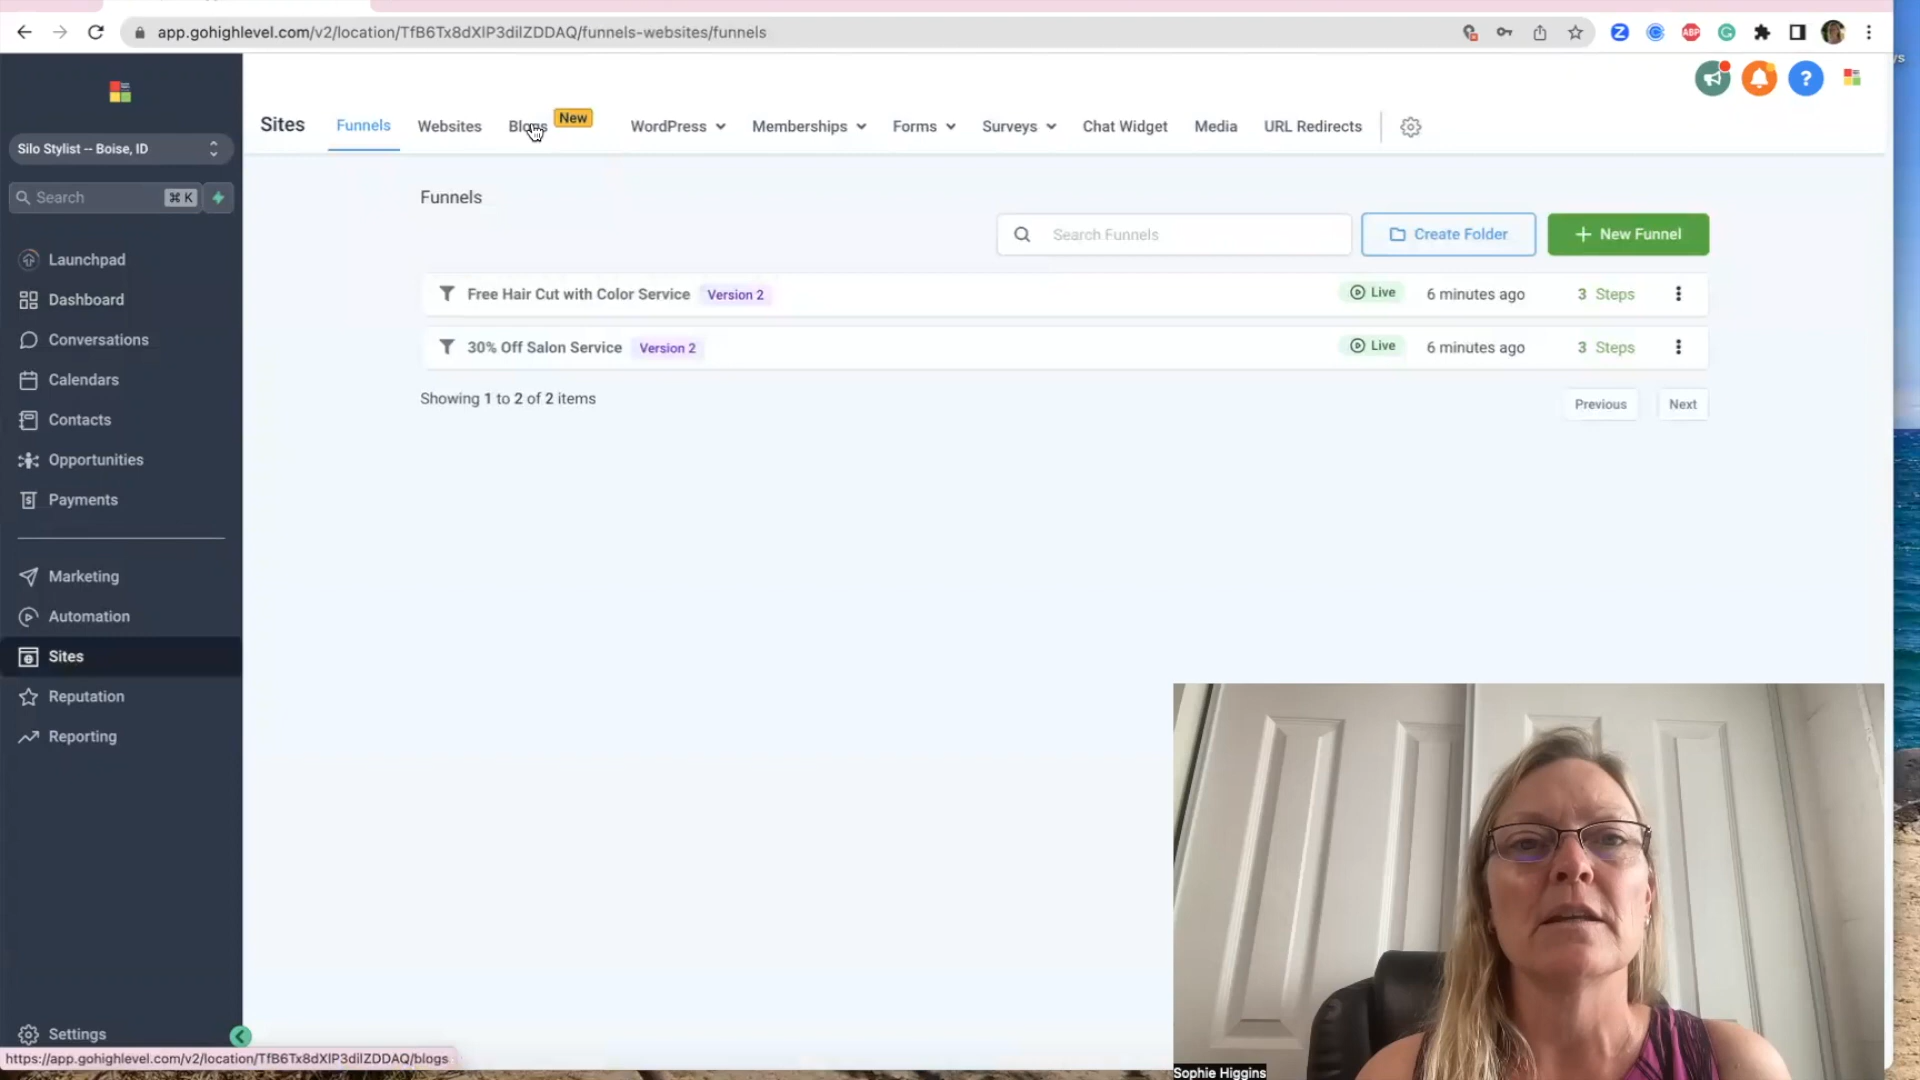 app.gohighlevel.com/v2/location/TfB6Tx8dXIP3dilZDDAQ/funnels-websites/funnels
ABP
Silo Stylist -- Boise, ID
Search ⌘ K
Launchpad
Dashboard
Conversations
Calendars
Contacts
Opportunities
Payments
Marketing
Automation
Sites
Reputation
Reporting
Settings
https://app.gohighlevel.com/v2/location/TfB6Tx8dXIP3dilZDDAQ/blogs
Sites Funnels Websites Blogs New WordPress Memberships Forms Surveys Chat Widget Media URL Redirects
Funnels
Search Funnels Create Folder + New Funnel
Free Hair Cut with Color Service Version 2 Live 6 minutes ago 3 Steps
30% Off Salon Service Version 2 Live 6 minutes ago 3 Steps
Showing 1 to 2 of 2 items Previous Next
Sophie Higgins